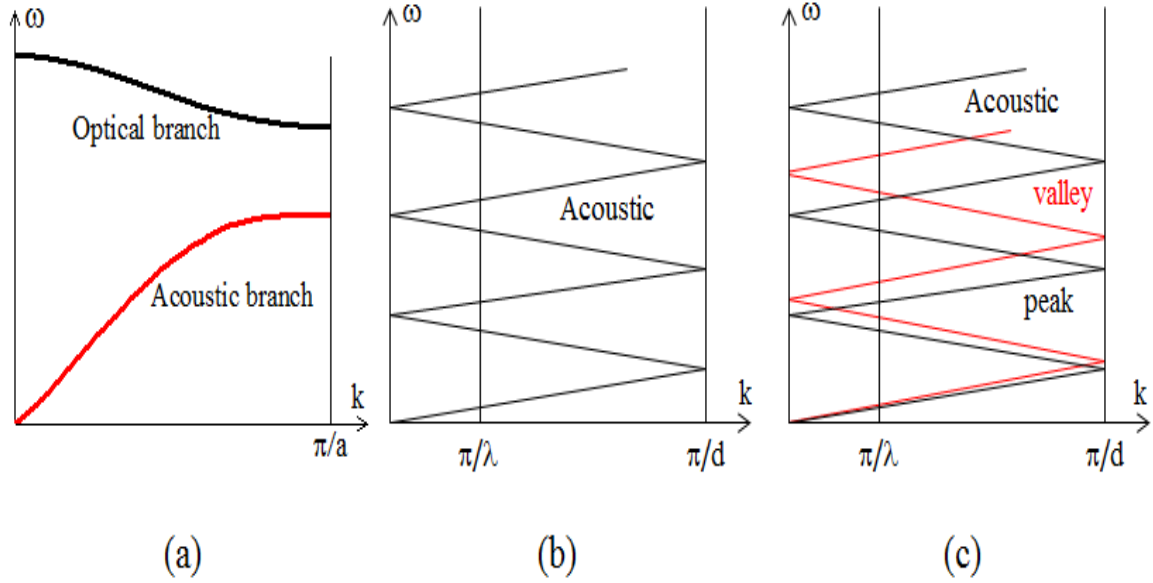 ω
Optical branch
Acoustic branch
k
π/a
(a)
ω
Acoustic
k
π/λ
π/d
(b)
ω
Acoustic
valley
peak
k
π/λ
π/d
(c)